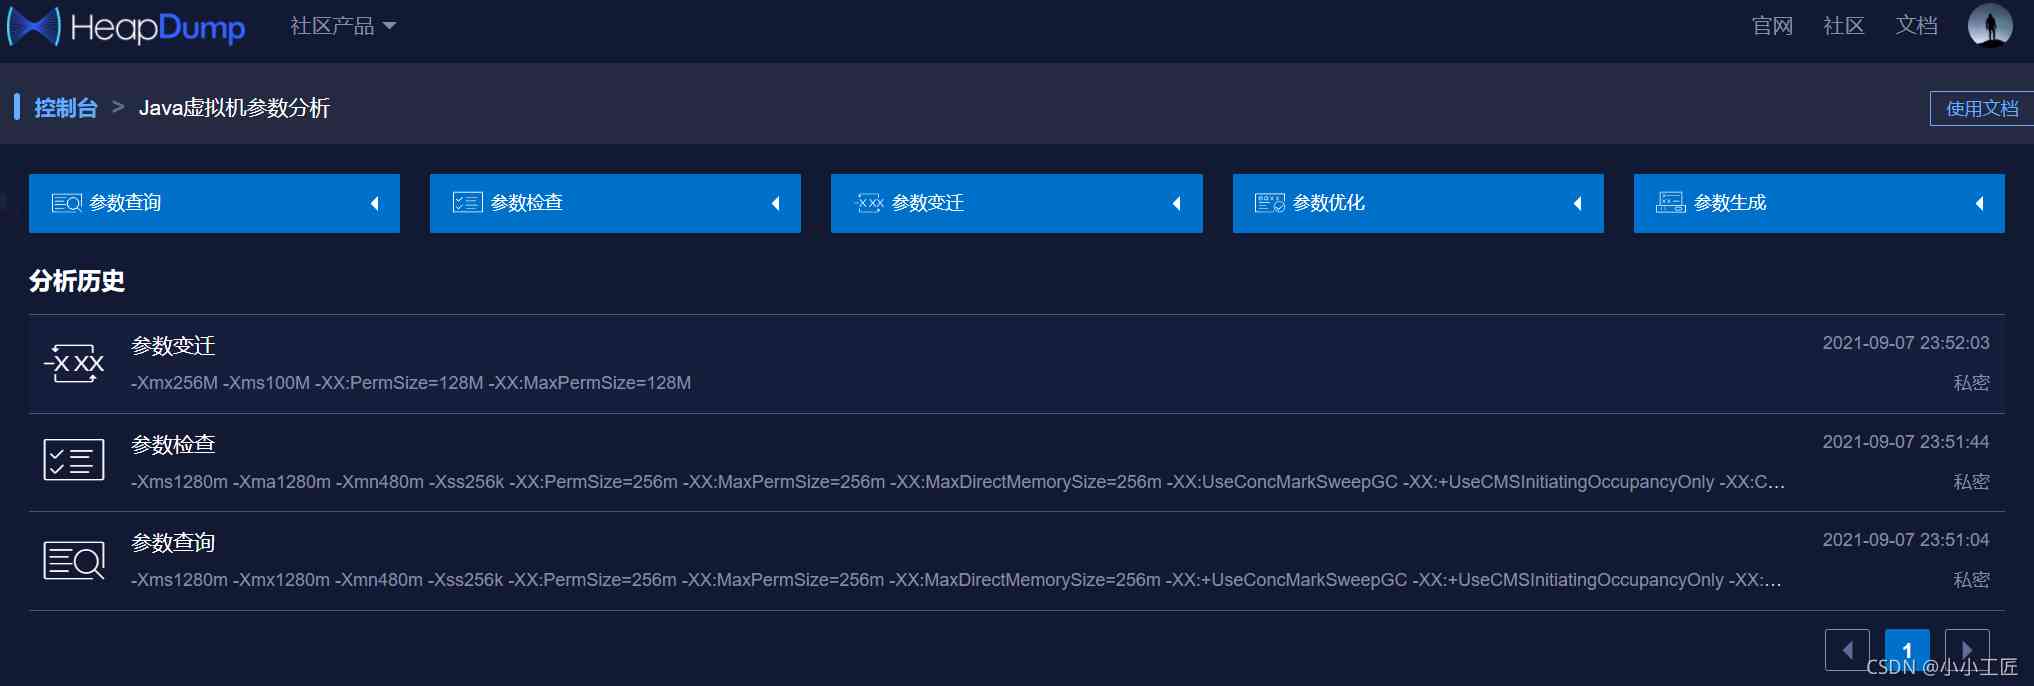 HeapDump 社区产品 官网 社区 文档
控制台 > Java虚拟机参数分析 使用文档
参数查询 参数检查 参数变迁 参数优化 参数生成
分析历史
-X XX 参数变迁 2021-09-07 23:52:03
-Xmx256M -Xms100M -XX:PermSize=128M -XX:MaxPermSize=128M 私密
参数检查 2021-09-07 23:51:44
-Xms1280m -Xma1280m -Xmn480m -Xss256k -XX:PermSize=256m -XX:MaxPermSize=256m -XX:MaxDirectMemorySize=256m -XX:UseConcMarkSweepGC -XX:+UseCMSInitiatingOccupancyOnly -XX:C... 私密
参数查询 2021-09-07 23:51:04
-Xms1280m -Xmx1280m -Xmn480m -Xss256k -XX:PermSize=256m -XX:MaxPermSize=256m -XX:MaxDirectMemorySize=256m -XX:+UseConcMarkSweepGC -XX:+UseCMSInitiatingOccupancyOnly -XX:... 私密
1
CSDN @小小工匠